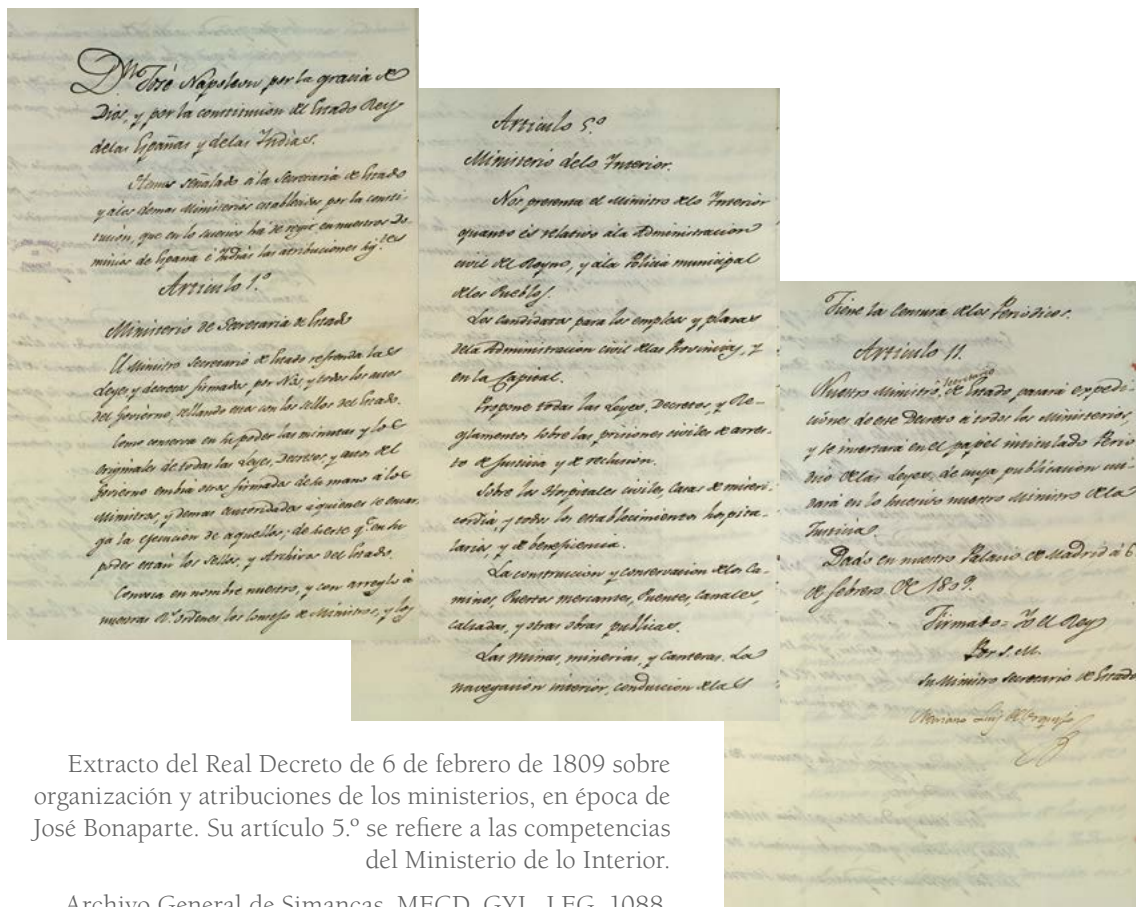 Dⁿ José Napoleon por la gracia de
Dios, y por la constitucion del Estado Rey
delas Españas y delas Indias.
Hemos señalado á la Secretaria de Estado
y álos demas Ministerios establecidos por la consti-
tucion, que en lo sucesivo há de regir en nuestros Do-
minios de España é Indias las atribuciones sig.tes
Articulo 1.º
Ministerio de Secretaria de Estado
El Ministro Secretario de Estado refrenda las
Leyes y decretos firmados por Nos y todos los actos
del Gobierno, sellando estos con los sellos del Estado.
Como conserva en su poder las minutas y los
originales de todas las Leyes, Decretos, y actos del
Gobierno embia otros firmados de su mano á los
Ministros, y demas autoridades á quienes se encar-
ga la ejecucion de aquellos; de suerte q.e en su
poder están los sellos, y Archivos del Estado.
Convoca en nombre nuestro, y con arreglo á
nuestras R.s ordenes los consejos de Ministros, y los
Articulo 5.º
Ministerio delo Interior.
Nos presenta el Ministro delo Interior
quanto és relativo ála Administracion
civil del Reyno, y ála Policia municipal
delos Pueblos.
Los candidatos para los empleos y plazas
dela Administracion civil delas Provincias, y
en la Capital.
Propone todas las Leyes, Decretos, y Re-
glamentos sobre las prisiones civiles de arres-
to de Justicia y de reclusion.
Sobre los Hospitales civiles, Casas de miseri-
cordia, y todos los establecimientos hospita-
larios, y de beneficencia.
La construccion y conservacion delos Ca-
minos, Puertos mercantes, Puentes, Canales,
calzadas, y otras obras publicas.
Las minas, minerias, y Canteras. La
navegacion interior, conduccion delas
Tiene la Censura delos Periodicos.
Articulo 11.
Nuestro Ministro Secretario de Estado pasará expedi-
ciones de este Decreto á todos los Ministerios,
y se insertará en el papel intitulado Perio
dico delas Leyes, de cuya publicacion cui-
dará en lo sucesivo nuestro Ministro dela
Justicia.
Dado en nuestro Palacio de Madrid á 6
de febrero de 1809.
Firmado = Yo el Rey
Por S. M.
Su Ministro Secretario de Estado
Mariano Luis de Urquijo
Extracto del Real Decreto de 6 de febrero de 1809 sobre
organización y atribuciones de los ministerios, en época de
José Bonaparte. Su artículo 5.º se refiere a las competencias
del Ministerio de lo Interior.
Archivo General de Simancas. MECD, GYJ., LEG, 1088.